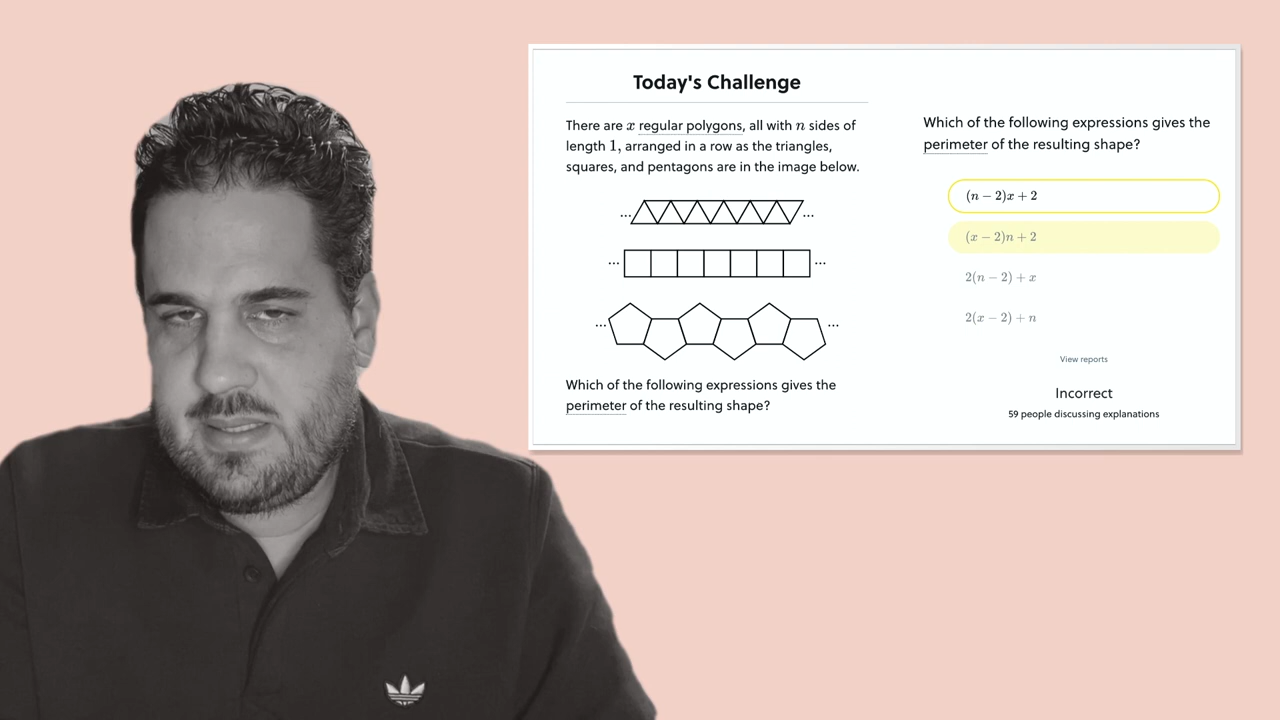 Today's Challenge
There are x regular polygons, all with n sides of
length 1, arranged in a row as the triangles,
squares, and pentagons are in the image below.
...
...
...
...
...
...
Which of the following expressions gives the
perimeter of the resulting shape?
Which of the following expressions gives the
perimeter of the resulting shape?
(n − 2)x + 2
(x − 2)n + 2
2(n − 2) + x
2(x − 2) + n
View reports
Incorrect
59 people discussing explanations